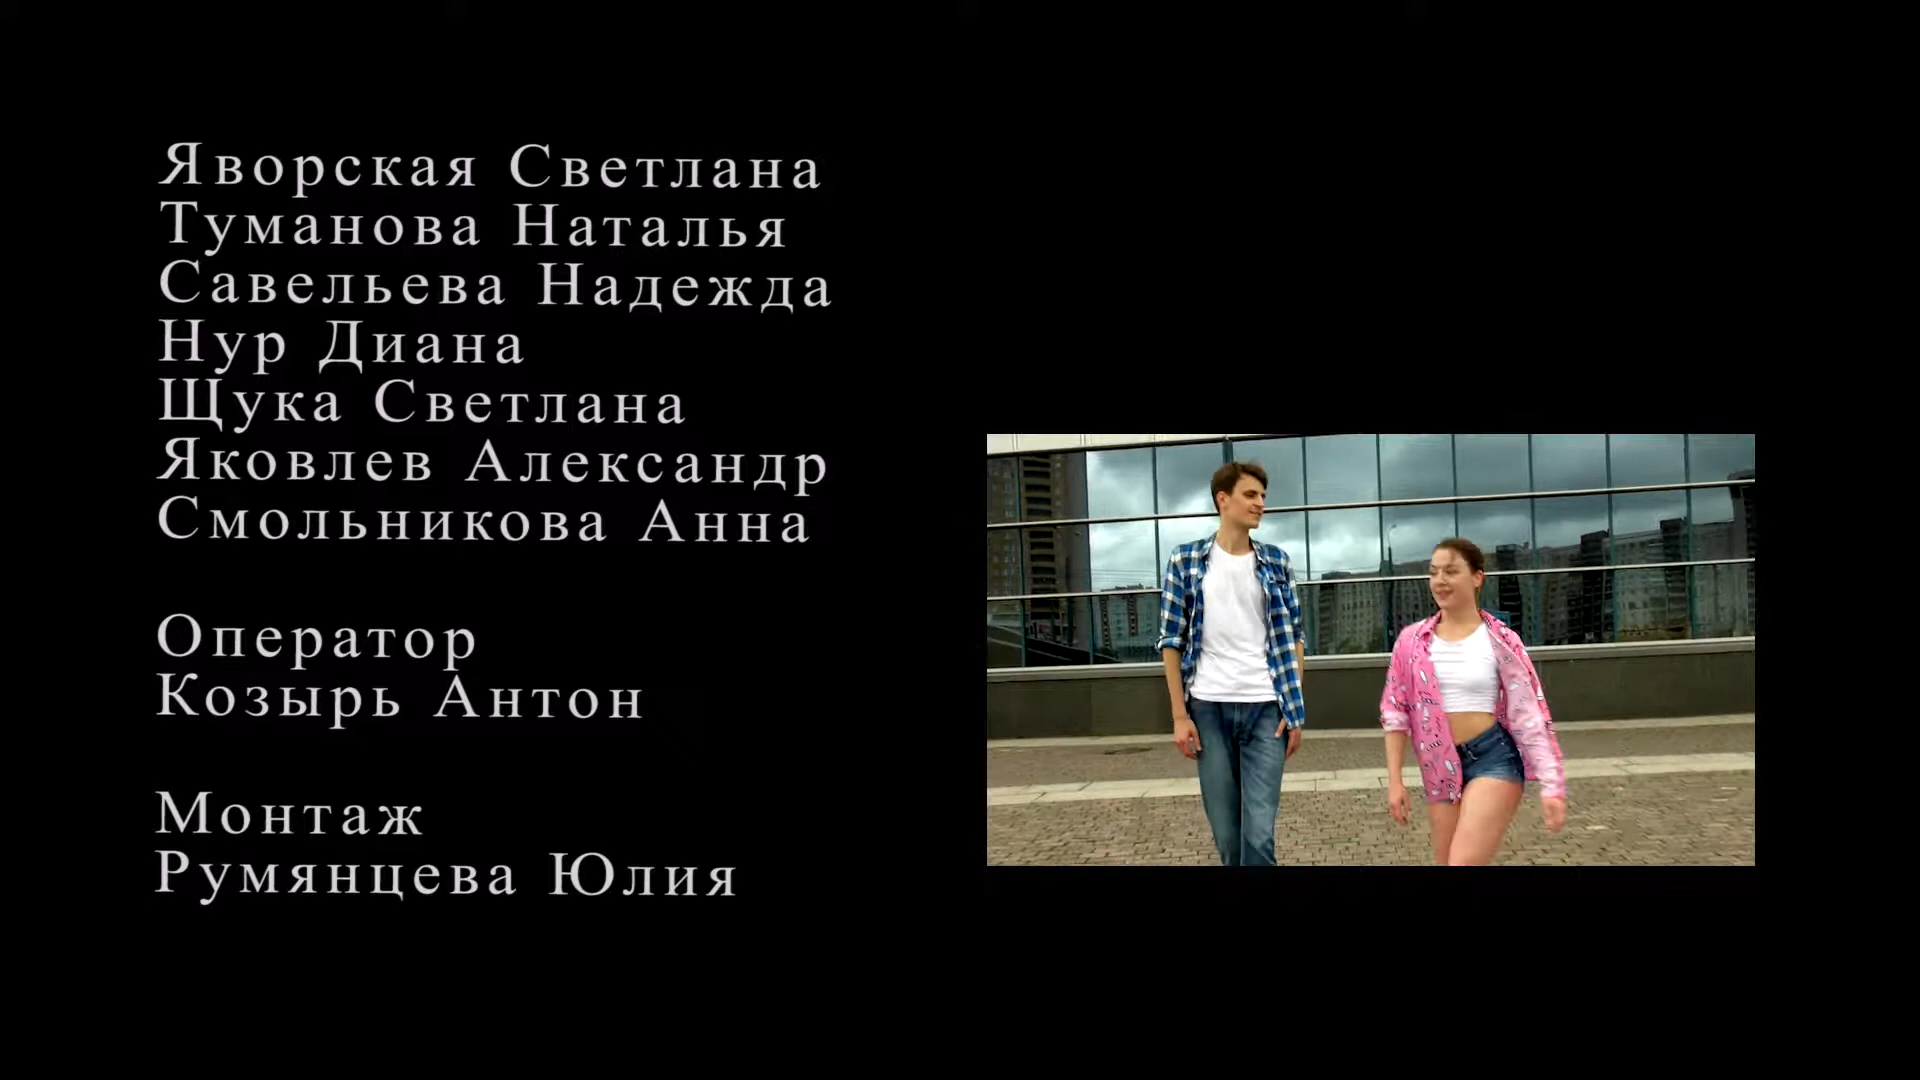 Яворская Светлана
Туманова Наталья
Савельева Надежда
Нур Диана
Щука Светлана
Яковлев Александр
Смольникова Анна
Оператор
Козырь Антон
Монтаж
Румянцева Юлия